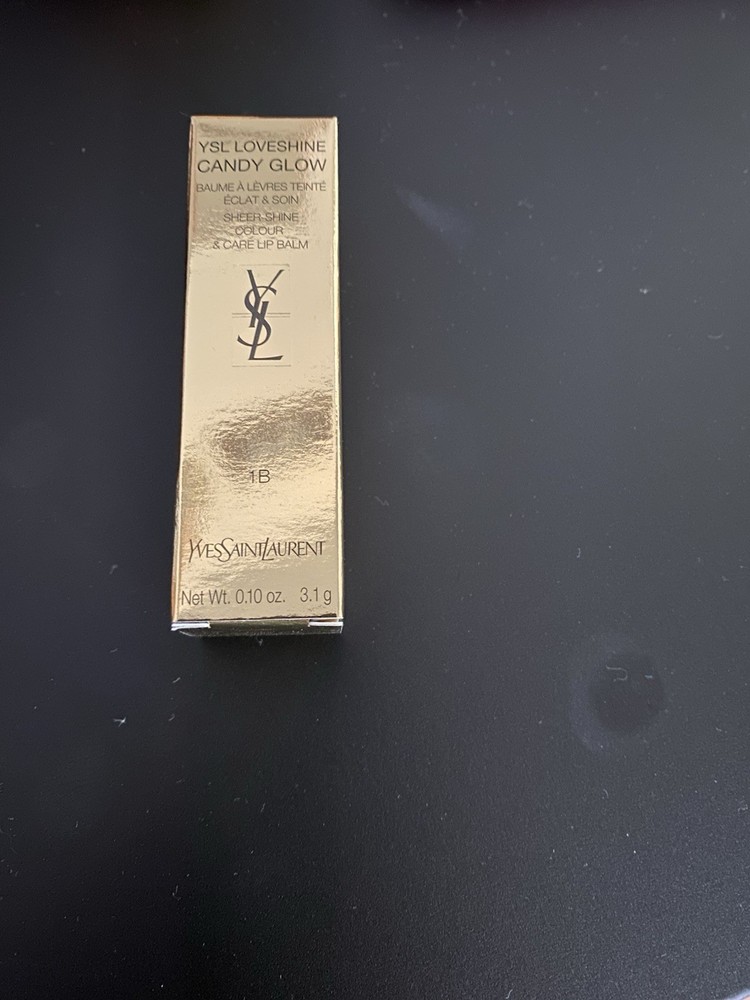 YSL LOVESHINE
CANDY GLOW
BAUME À LÈVRES TEINTÉ
ÉCLAT & SOIN
SHEER SHINE
COLOUR
& CARE LIP BALM
YSL
1B
YVESSAINTLAURENT
Net Wt. 0.10 oz. 3.1 g